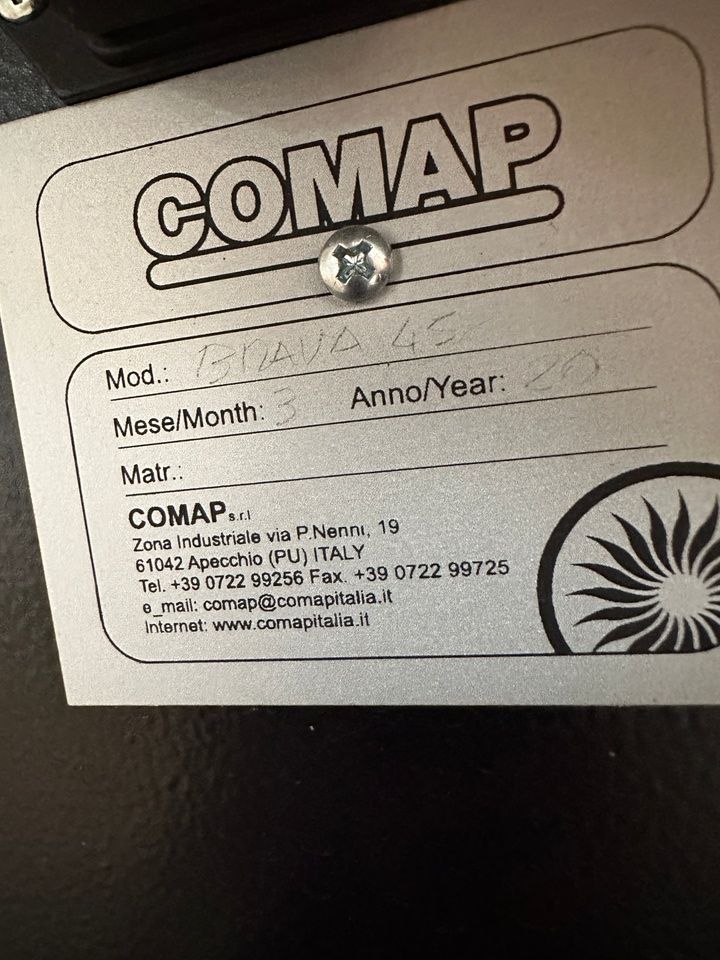 COMAP
Mod.: BRAVA 45
Mese/Month: 3 Anno/Year: 20
Matr.:
COMAP s.r.l
Zona Industriale via P.Nenni, 19
61042 Apecchio (PU) ITALY
Tel. +39 0722 99256 Fax. +39 0722 99725
e_mail: comap@comapitalia.it
Internet: www.comapitalia.it